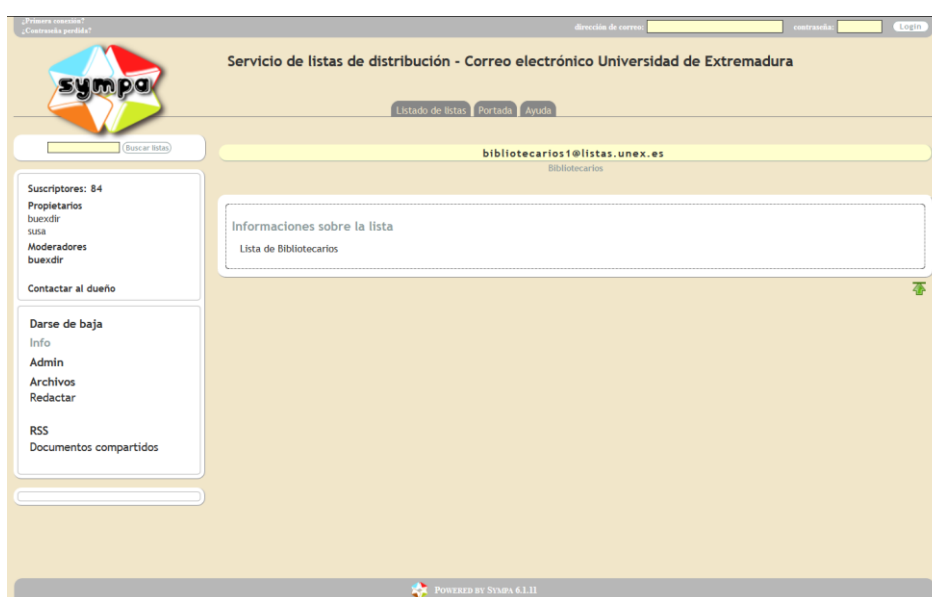 ¿Primera conexión?
¿Contraseña perdida?
dirección de correo:
contraseña:
Login
sympa
Servicio de listas de distribución - Correo electrónico Universidad de Extremadura
Listado de listas
Portada
Ayuda
Buscar listas
bibliotecarios1@listas.unex.es
Bibliotecarios
Suscriptores: 84
Propietarios
buexdir
susa
Moderadores
buexdir
Contactar al dueño
Informaciones sobre la lista
Lista de Bibliotecarios
Darse de baja
Info
Admin
Archivos
Redactar
RSS
Documentos compartidos
Powered by Sympa 6.1.11